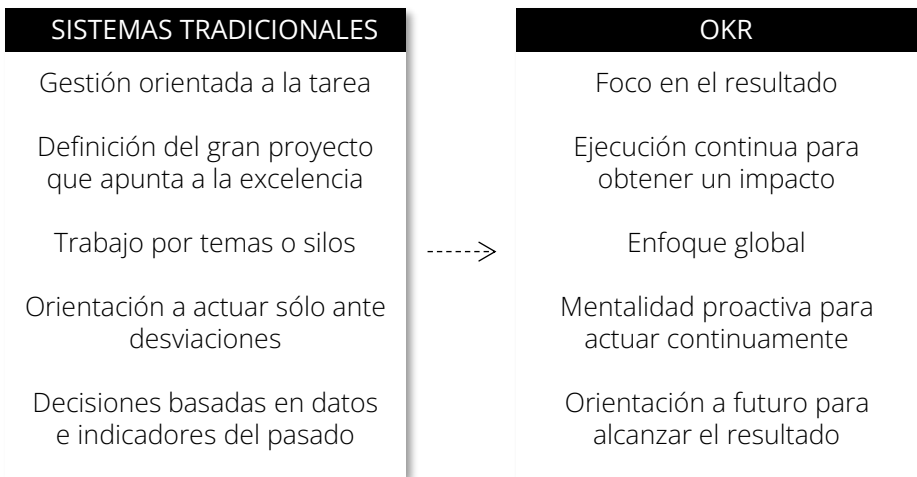 SISTEMAS TRADICIONALES
Gestión orientada a la tarea
Definición del gran proyecto
que apunta a la excelencia
Trabajo por temas o silos
Orientación a actuar sólo ante
desviaciones
Decisiones basadas en datos
e indicadores del pasado
OKR
Foco en el resultado
Ejecución continua para
obtener un impacto
Enfoque global
Mentalidad proactiva para
actuar continuamente
Orientación a futuro para
alcanzar el resultado